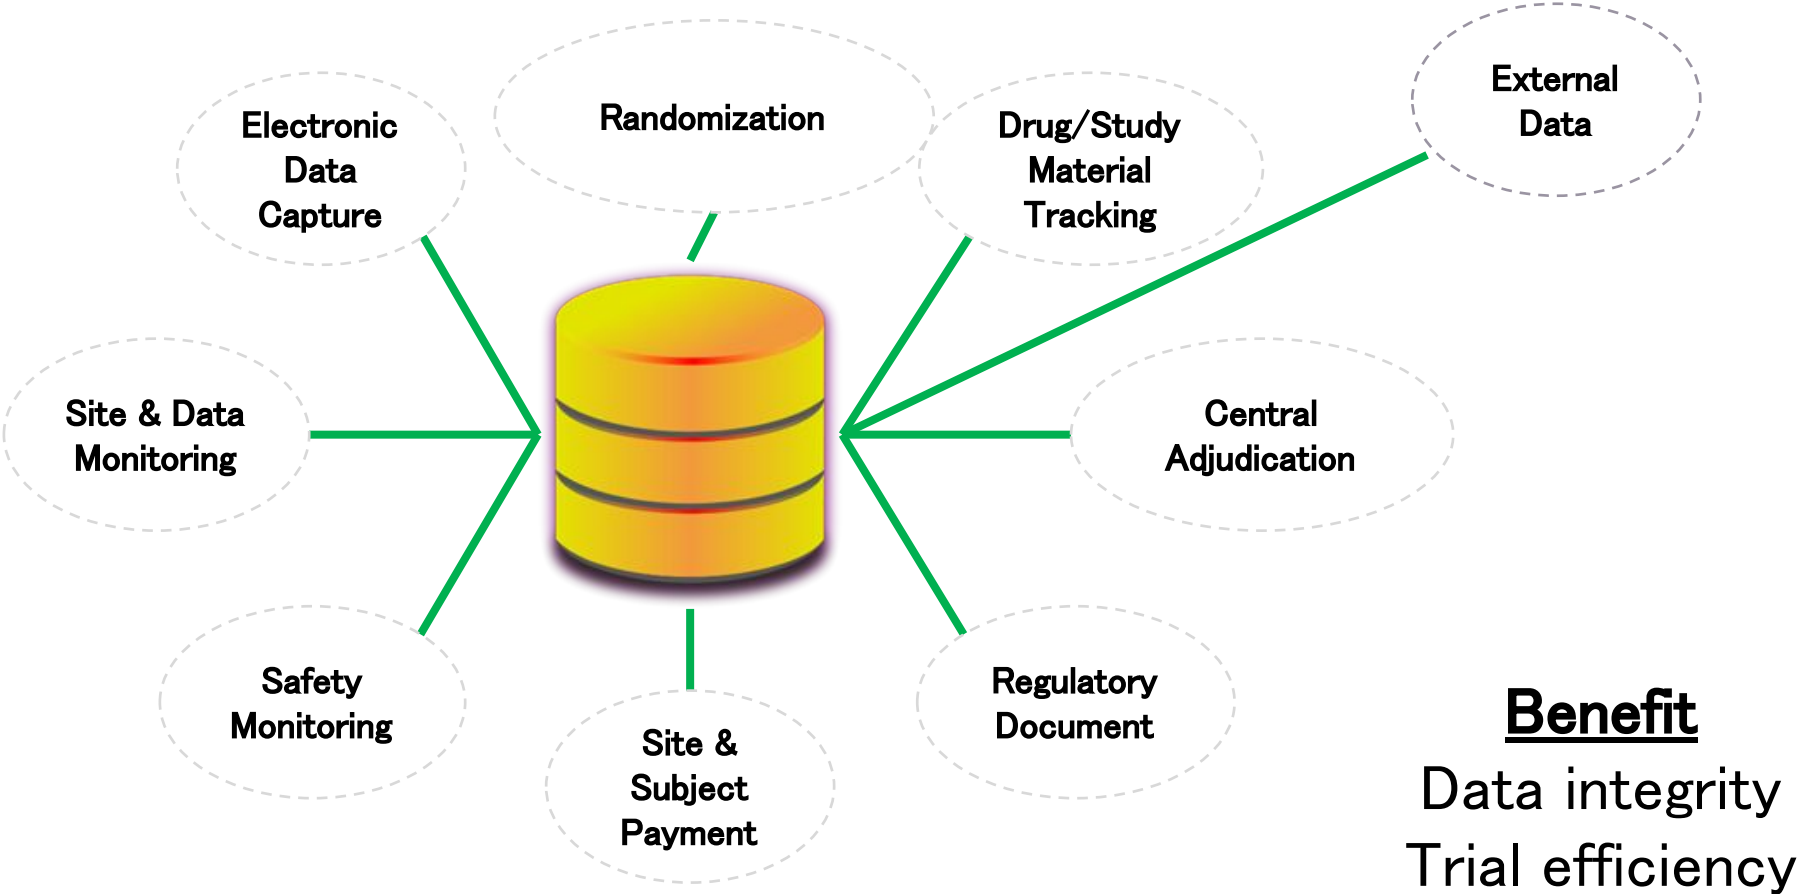 Electronic
Data
Capture
Randomization
Drug/Study
Material
Tracking
External
Data
Site & Data
Monitoring
Central
Adjudication
Safety
Monitoring
Site &
Subject
Payment
Regulatory
Document
Benefit
Data integrity
Trial efficiency